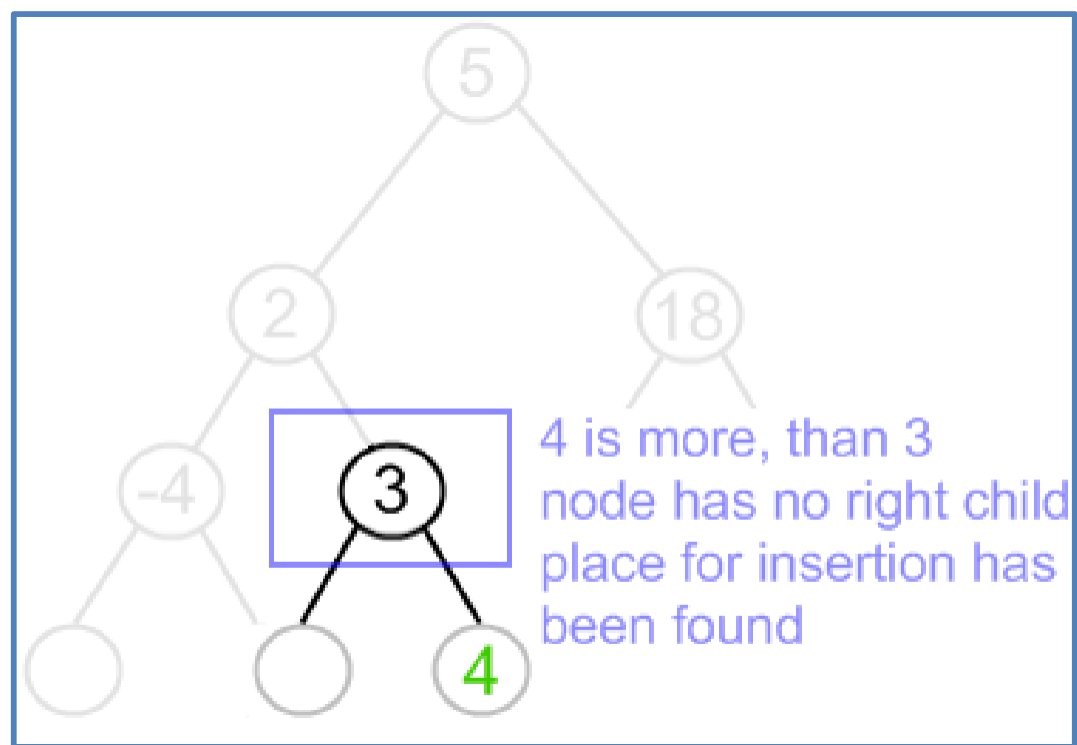 5
2
18
-4
3
4 is more, than 3
node has no right child
place for insertion has
been found
4